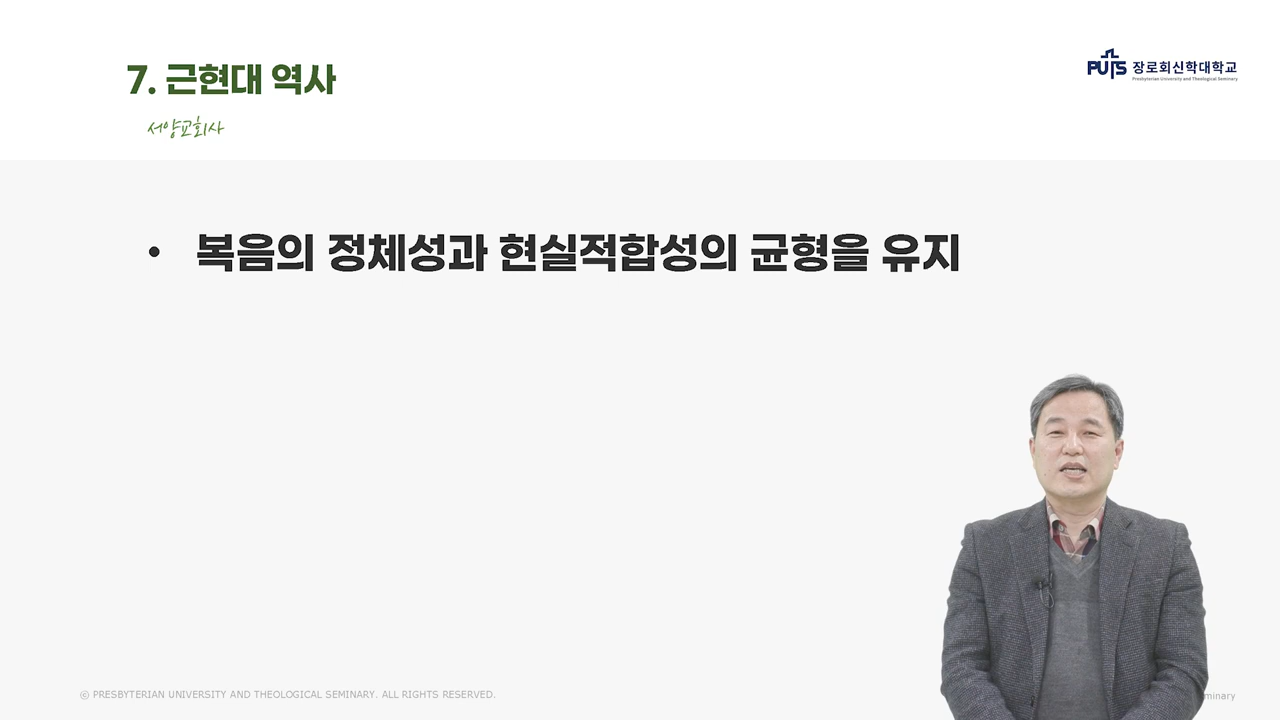 7. 근현대 역사
서양교회사
PUTS 장로회신학대학교
Presbyterian University and Theological Seminary
• 복음의 정체성과 현실적합성의 균형을 유지
ⓒ PRESBYTERIAN UNIVERSITY AND THEOLOGICAL SEMINARY. ALL RIGHTS RESERVED.
minary